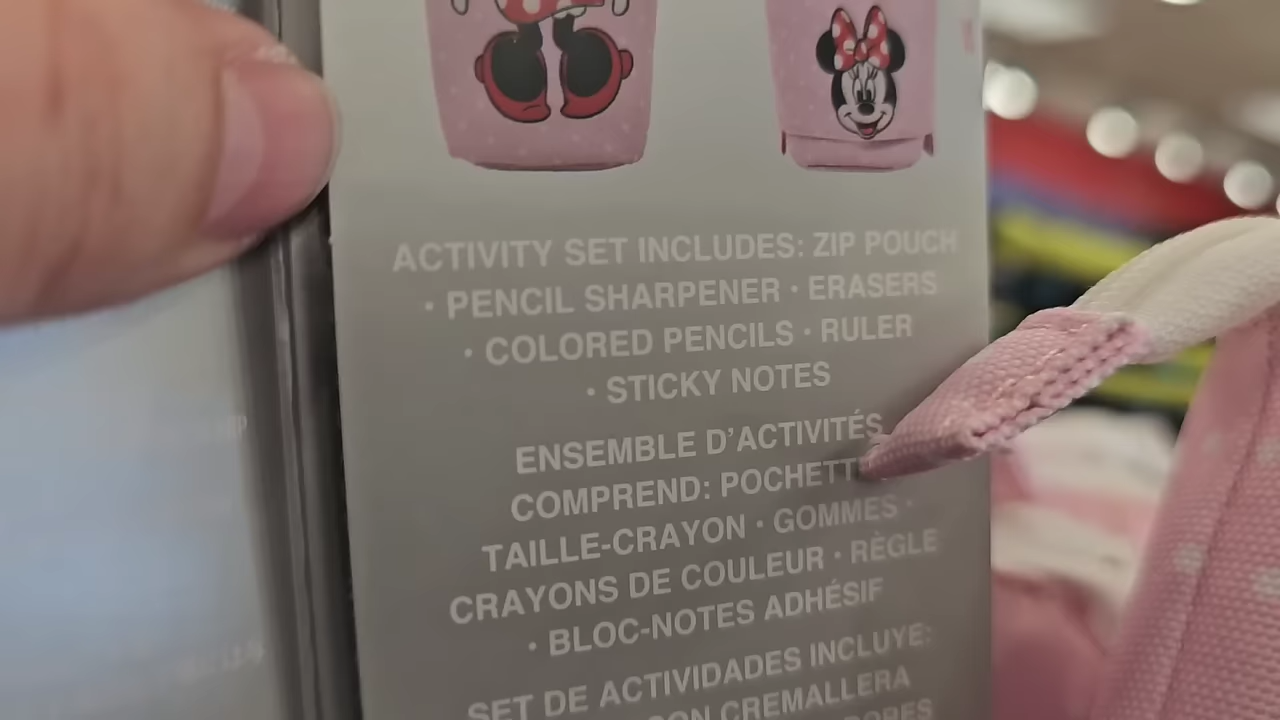 ACTIVITY SET INCLUDES: ZIP POUCH
· PENCIL SHARPENER · ERASERS
· COLORED PENCILS · RULER
· STICKY NOTES
ENSEMBLE D'ACTIVITÉS
COMPREND: POCHETT
TAILLE-CRAYON · GOMMES ·
CRAYONS DE COULEUR · RÈGLE
· BLOC-NOTES ADHÉSIF
SET DE ACTIVIDADES INCLUYE:
CON CREMALLERA